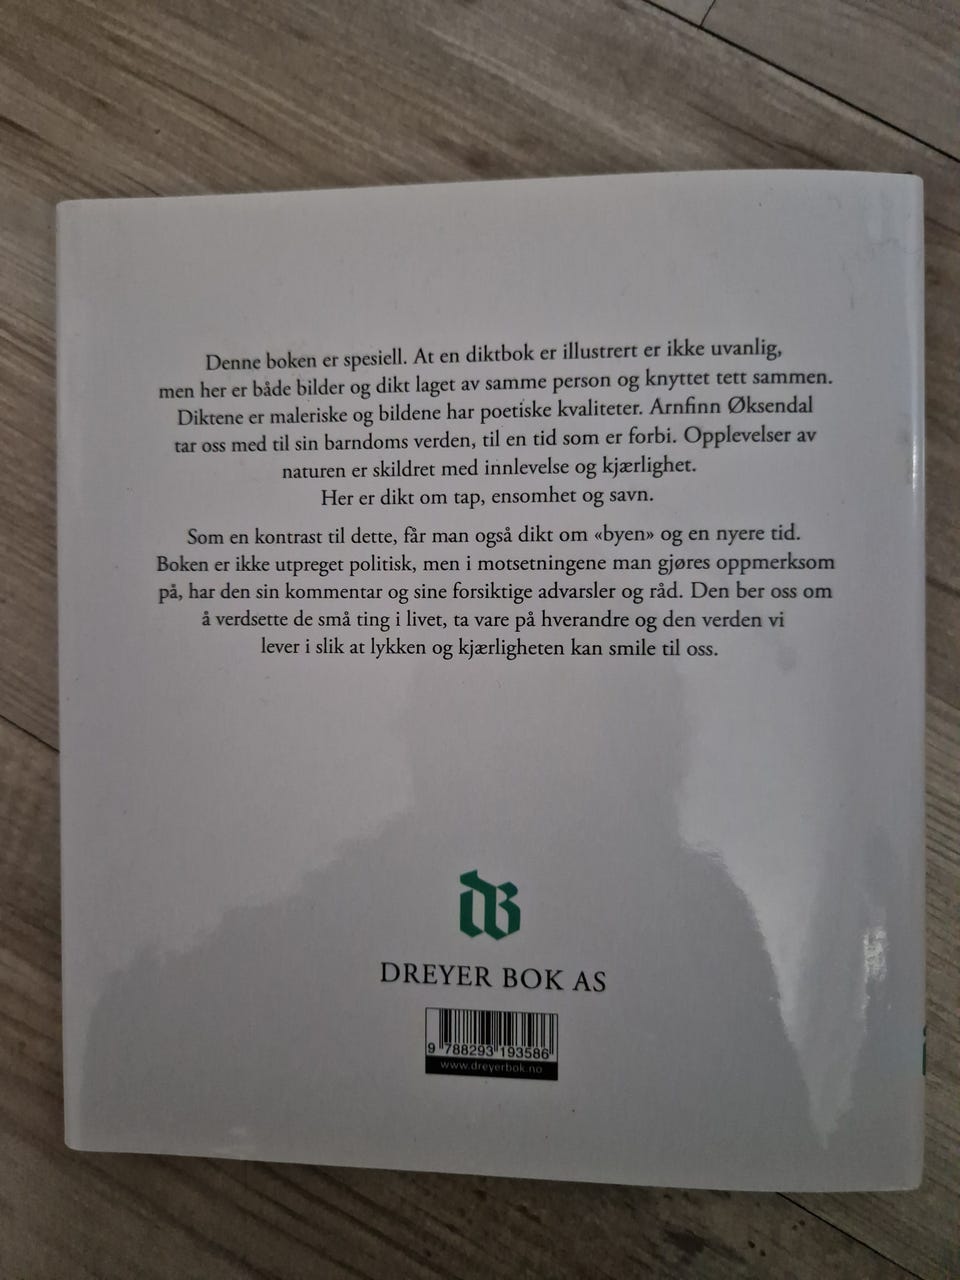 Denne boken er spesiell. At en diktbok er illustrert er ikke uvanlig,
men her er både bilder og dikt laget av samme person og knyttet tett sammen.
Diktene er maleriske og bildene har poetiske kvaliteter. Arnfinn Øksendal
tar oss med til sin barndoms verden, til en tid som er forbi. Opplevelser av
naturen er skildret med innlevelse og kjærlighet.
Her er dikt om tap, ensomhet og savn.
Som en kontrast til dette, får man også dikt om «byen» og en nyere tid.
Boken er ikke utpreget politisk, men i motsetningene man gjøres oppmerksom
på, har den sin kommentar og sine forsiktige advarsler og råd. Den ber oss om
å verdsette de små ting i livet, ta vare på hverandre og den verden vi
lever i slik at lykken og kjærligheten kan smile til oss.
DB
DREYER BOK AS
9 788293 193586
www.dreyerbok.no